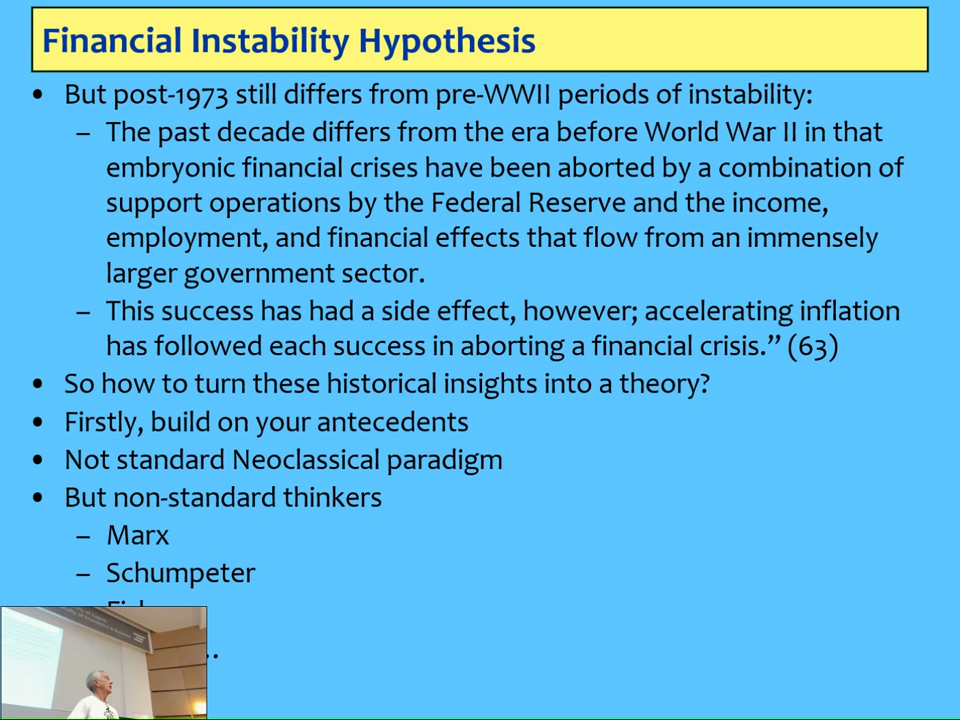 Financial Instability Hypothesis
• But post-1973 still differs from pre-WWII periods of instability:
– The past decade differs from the era before World War II in that
embryonic financial crises have been aborted by a combination of
support operations by the Federal Reserve and the income,
employment, and financial effects that flow from an immensely
larger government sector.
– This success has had a side effect, however; accelerating inflation
has followed each success in aborting a financial crisis.” (63)
• So how to turn these historical insights into a theory?
• Firstly, build on your antecedents
• Not standard Neoclassical paradigm
• But non-standard thinkers
– Marx
– Schumpeter